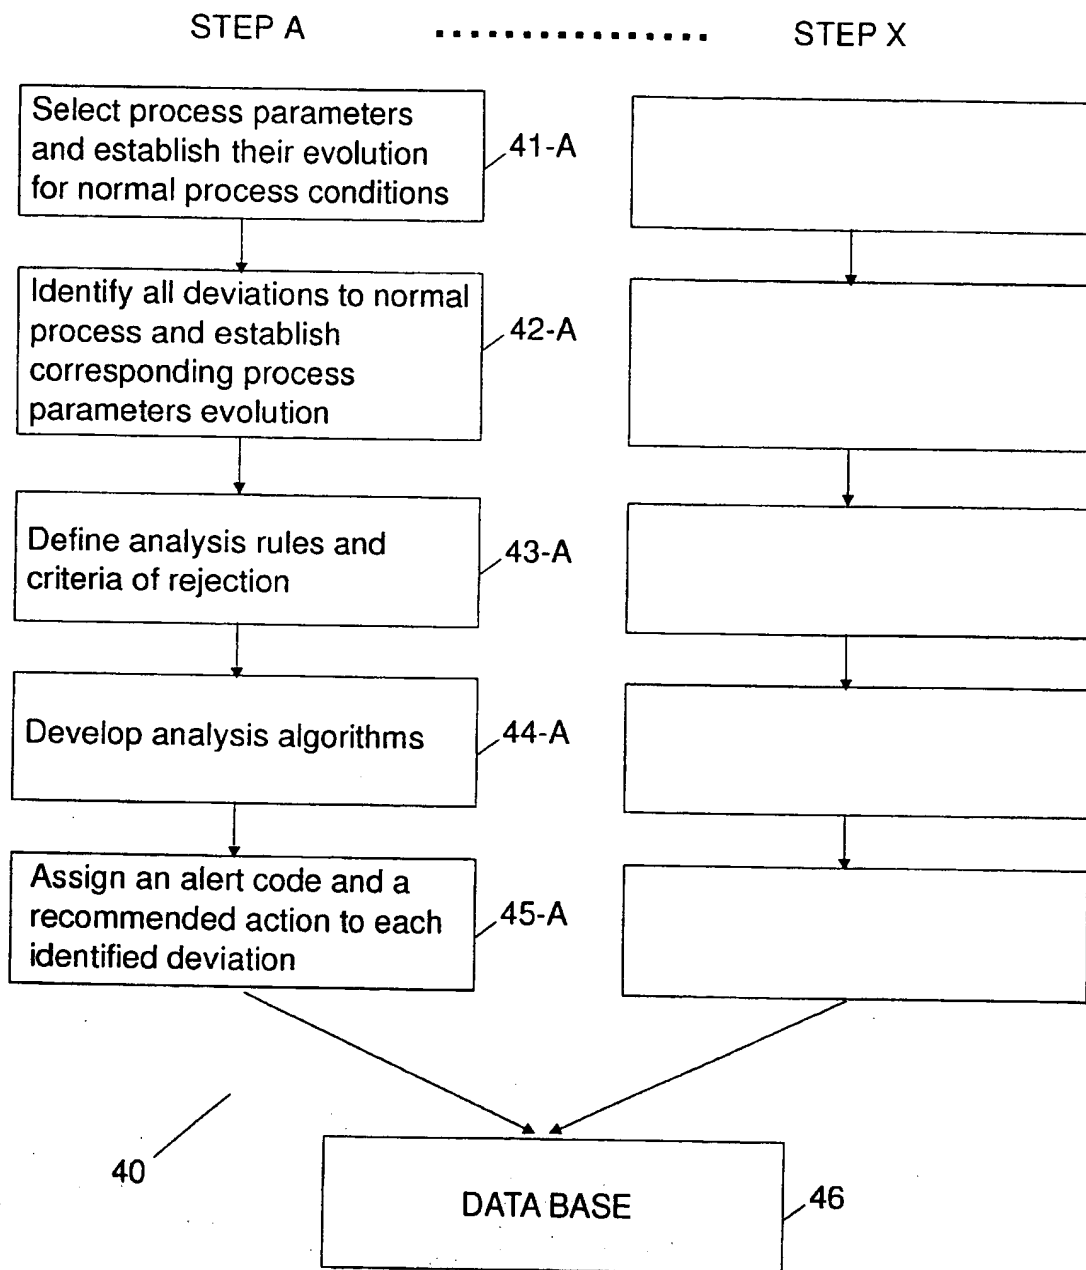 STEP A ............... STEP X
Select process parameters
and establish their evolution
for normal process conditions
41-A
Identify all deviations to normal
process and establish
corresponding process
parameters evolution
42-A
Define analysis rules and
criteria of rejection
43-A
Develop analysis algorithms
44-A
Assign an alert code and a
recommended action to each
identified deviation
45-A
40
DATA BASE
46